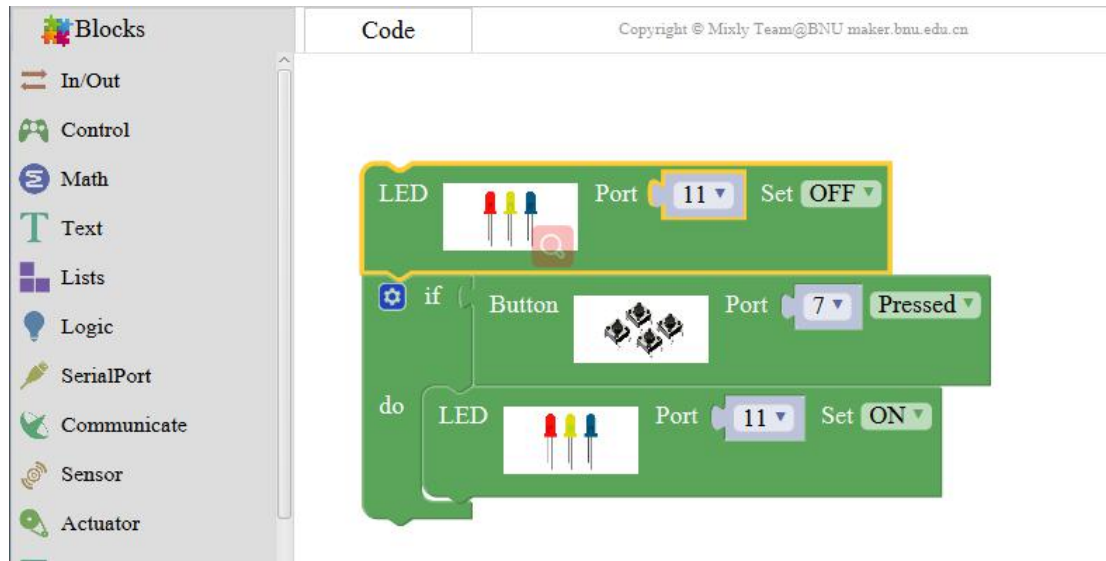 Blocks
Code
Copyright © Mixly Team@BNU maker.bnu.edu.cn
In/Out
Control
Math
Text
Lists
Logic
SerialPort
Communicate
Sensor
Actuator
LED Port 11 Set OFF
if Button Port 7 Pressed
do LED Port 11 Set ON